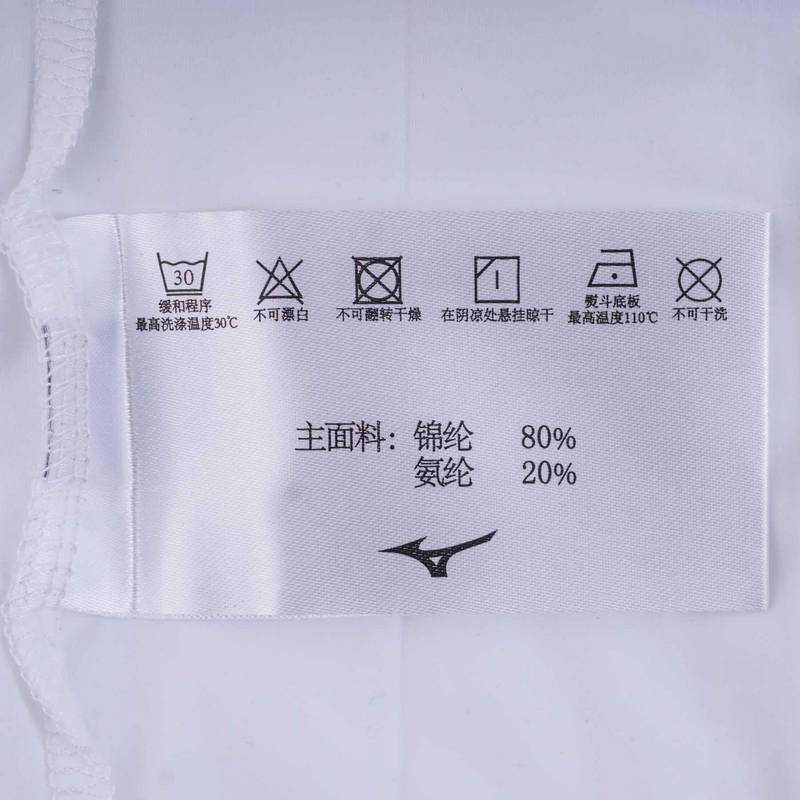 30
缓和程序
最高洗涤温度30℃
不可漂白
不可翻转干燥
在阴凉处悬挂晾干
熨斗底板
最高温度110℃
不可干洗
主面料：锦纶 80%
氨纶 20%